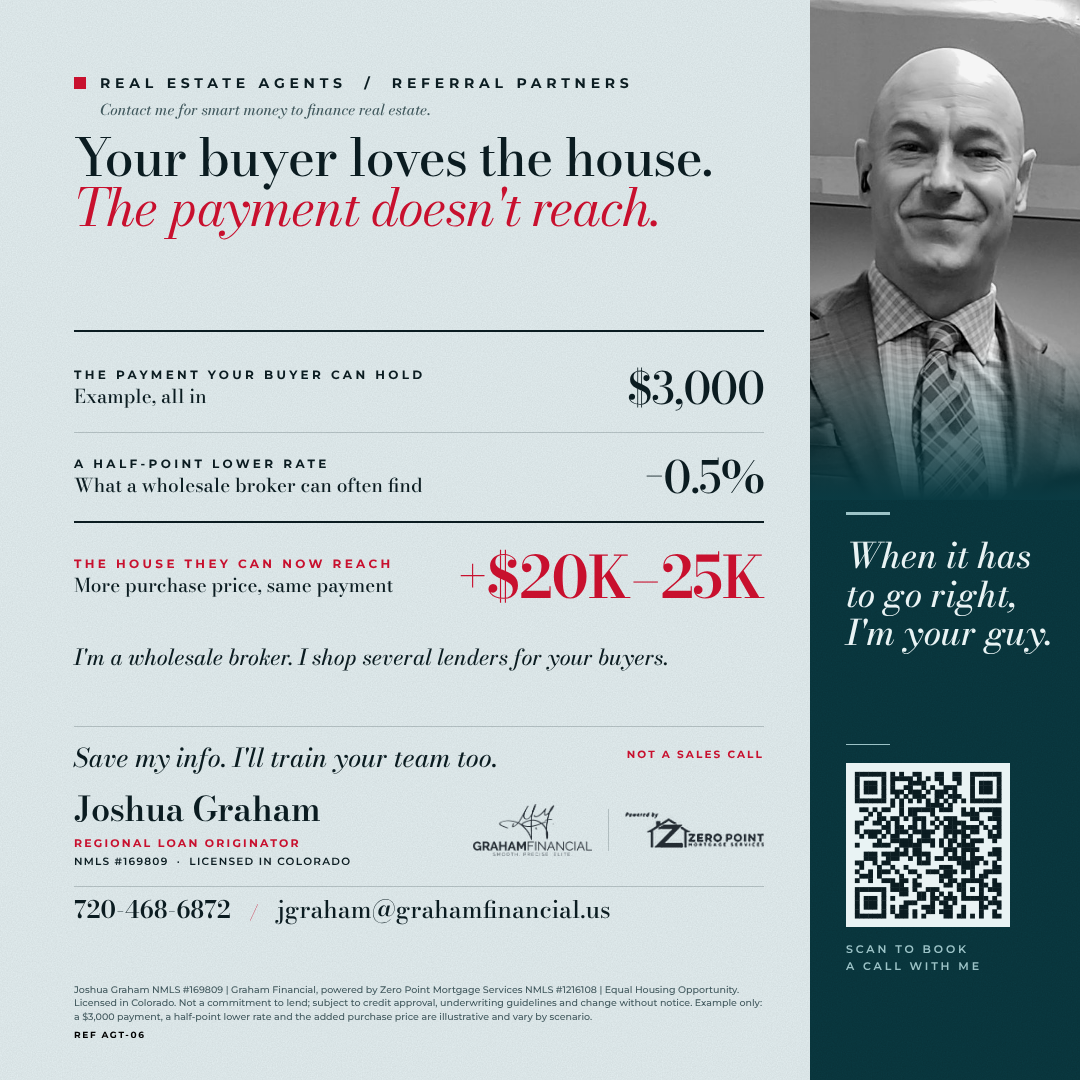 REAL ESTATE AGENTS / REFERRAL PARTNERS
Contact me for smart money to finance real estate.
Your buyer loves the house.
The payment doesn't reach.
THE PAYMENT YOUR BUYER CAN HOLD
Example, all in
$3,000
A HALF-POINT LOWER RATE
What a wholesale broker can often find
–0.5%
THE HOUSE THEY CAN NOW REACH
More purchase price, same payment
+$20K–25K
I'm a wholesale broker. I shop several lenders for your buyers.
Save my info. I'll train your team too.
NOT A SALES CALL
Joshua Graham
REGIONAL LOAN ORIGINATOR
NMLS #169809 · LICENSED IN COLORADO
GRAHAMFINANCIAL
SMOOTH. PRECISE. ELITE.
Powered by
ZERO POINT
MORTGAGE SERVICES
720-468-6872 / jgraham@grahamfinancial.us
Joshua Graham NMLS #169809 | Graham Financial, powered by Zero Point Mortgage Services NMLS #1216108 | Equal Housing Opportunity.
Licensed in Colorado. Not a commitment to lend; subject to credit approval, underwriting guidelines and change without notice. Example only:
a $3,000 payment, a half-point lower rate and the added purchase price are illustrative and vary by scenario.
REF AGT-06
When it has
to go right,
I'm your guy.
SCAN TO BOOK
A CALL WITH ME